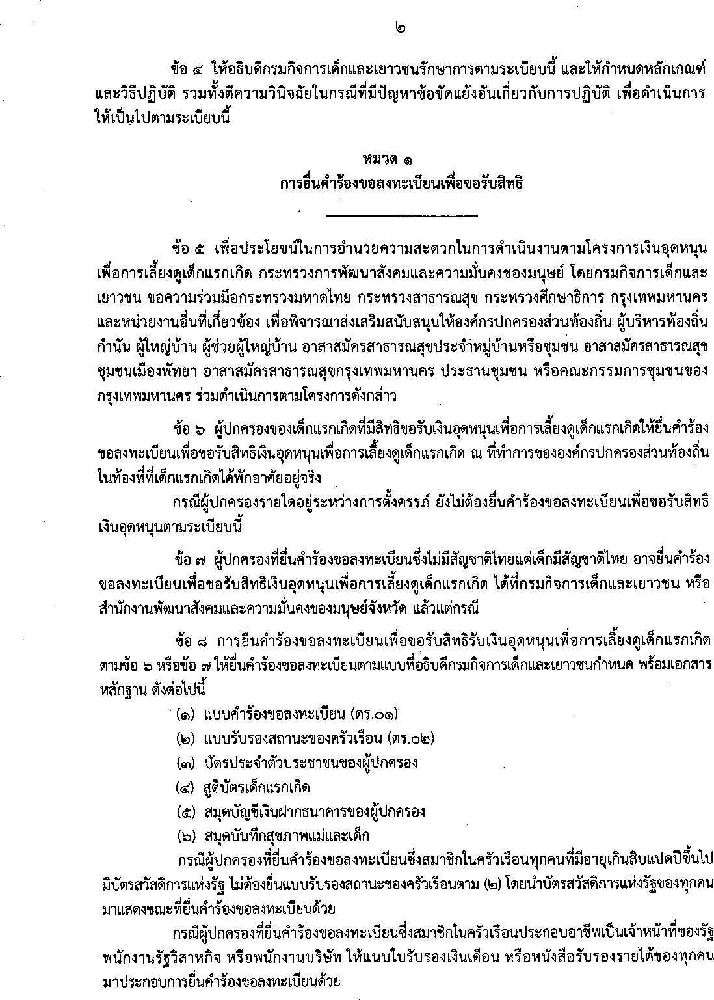 ๒
ข้อ ๔ ให้อธิบดีกรมกิจการเด็กและเยาวชนรักษาการตามระเบียบนี้ และให้กำหนดหลักเกณฑ์
และวิธีปฏิบัติ รวมทั้งตีความวินิจฉัยในกรณีที่มีปัญหาข้อขัดแย้งอันเกี่ยวกับการปฏิบัติ เพื่อดำเนินการ
ให้เป็นไปตามระเบียบนี้
หมวด ๑
การยื่นคำร้องขอลงทะเบียนเพื่อขอรับสิทธิ
ข้อ ๕ เพื่อประโยชน์ในการอำนวยความสะดวกในการดำเนินงานตามโครงการเงินอุดหนุน
เพื่อการเลี้ยงดูเด็กแรกเกิด กระทรวงการพัฒนาสังคมและความมั่นคงของมนุษย์ โดยกรมกิจการเด็กและ
เยาวชน ขอความร่วมมือกระทรวงมหาดไทย กระทรวงสาธารณสุข กระทรวงศึกษาธิการ กรุงเทพมหานคร
และหน่วยงานอื่นที่เกี่ยวข้อง เพื่อพิจารณาส่งเสริมสนับสนุนให้องค์กรปกครองส่วนท้องถิ่น ผู้บริหารท้องถิ่น
กำนัน ผู้ใหญ่บ้าน ผู้ช่วยผู้ใหญ่บ้าน อาสาสมัครสาธารณสุขประจำหมู่บ้านหรือชุมชน อาสาสมัครสาธารณสุข
ชุมชนเมืองพัทยา อาสาสมัครสาธารณสุขกรุงเทพมหานคร ประธานชุมชน หรือคณะกรรมการชุมชนของ
กรุงเทพมหานคร ร่วมดำเนินการตามโครงการดังกล่าว
ข้อ ๖ ผู้ปกครองของเด็กแรกเกิดที่มีสิทธิขอรับเงินอุดหนุนเพื่อการเลี้ยงดูเด็กแรกเกิดให้ยื่นคำร้อง
ขอลงทะเบียนเพื่อขอรับสิทธิเงินอุดหนุนเพื่อการเลี้ยงดูเด็กแรกเกิด ณ ที่ทำการขององค์กรปกครองส่วนท้องถิ่น
ในท้องที่ที่เด็กแรกเกิดได้พักอาศัยอยู่จริง
กรณีผู้ปกครองรายใดอยู่ระหว่างการตั้งครรภ์ ยังไม่ต้องยื่นคำร้องขอลงทะเบียนเพื่อขอรับสิทธิ
เงินอุดหนุนตามระเบียบนี้
ข้อ ๗ ผู้ปกครองที่ยื่นคำร้องขอลงทะเบียนซึ่งไม่มีสัญชาติไทยแต่เด็กมีสัญชาติไทย อาจยื่นคำร้อง
ขอลงทะเบียนเพื่อขอรับสิทธิเงินอุดหนุนเพื่อการเลี้ยงดูเด็กแรกเกิด ได้ที่กรมกิจการเด็กและเยาวชน หรือ
สำนักงานพัฒนาสังคมและความมั่นคงของมนุษย์จังหวัด แล้วแต่กรณี
ข้อ ๘ การยื่นคำร้องขอลงทะเบียนเพื่อขอรับสิทธิรับเงินอุดหนุนเพื่อการเลี้ยงดูเด็กแรกเกิด
ตามข้อ ๖ หรือข้อ ๗ ให้ยื่นคำร้องขอลงทะเบียนตามแบบที่อธิบดีกรมกิจการเด็กและเยาวชนกำหนด พร้อมเอกสาร
หลักฐาน ดังต่อไปนี้
(๑) แบบคำร้องขอลงทะเบียน (ดร.๐๑)
(๒) แบบรับรองสถานะของครัวเรือน (ดร.๐๒)
(๓) บัตรประจำตัวประชาชนของผู้ปกครอง
(๔) สูติบัตรเด็กแรกเกิด
(๕) สมุดบัญชีเงินฝากธนาคารของผู้ปกครอง
(๖) สมุดบันทึกสุขภาพแม่และเด็ก
กรณีผู้ปกครองที่ยื่นคำร้องขอลงทะเบียนซึ่งสมาชิกในครัวเรือนทุกคนที่มีอายุเกินสิบแปดปีขึ้นไป
มีบัตรสวัสดิการแห่งรัฐ ไม่ต้องยื่นแบบรับรองสถานะของครัวเรือนตาม (๒) โดยนำบัตรสวัสดิการแห่งรัฐของทุกคน
มาแสดงขณะที่ยื่นคำร้องขอลงทะเบียนด้วย
กรณีผู้ปกครองที่ยื่นคำร้องขอลงทะเบียนซึ่งสมาชิกในครัวเรือนประกอบอาชีพเป็นเจ้าหน้าที่ของรัฐ
พนักงานรัฐวิสาหกิจ หรือพนักงานบริษัท ให้แนบใบรับรองเงินเดือน หรือหนังสือรับรองรายได้ของทุกคน
มาประกอบการยื่นคำร้องขอลงทะเบียนด้วย